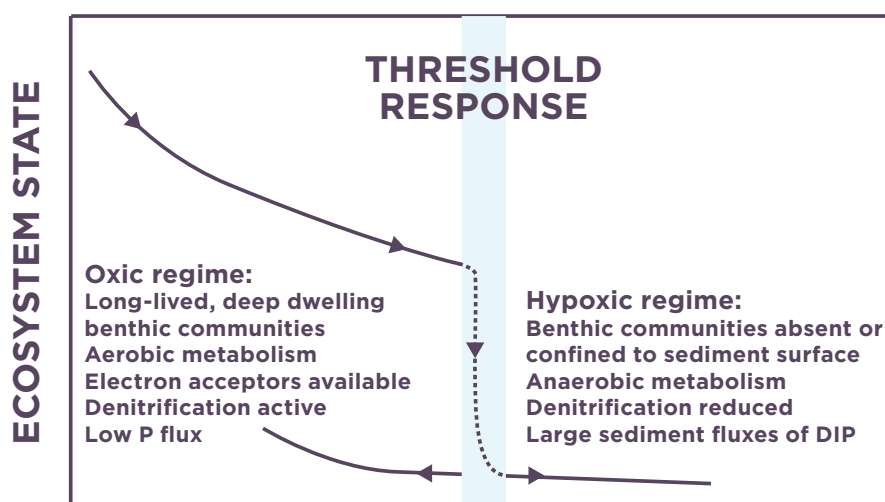 ECOSYSTEM STATE
THRESHOLD
RESPONSE
Oxic regime:
Long-lived, deep dwelling
benthic communities
Aerobic metabolism
Electron acceptors available
Denitrification active
Low P flux
Hypoxic regime:
Benthic communities absent or
confined to sediment surface
Anaerobic metabolism
Denitrification reduced
Large sediment fluxes of DIP